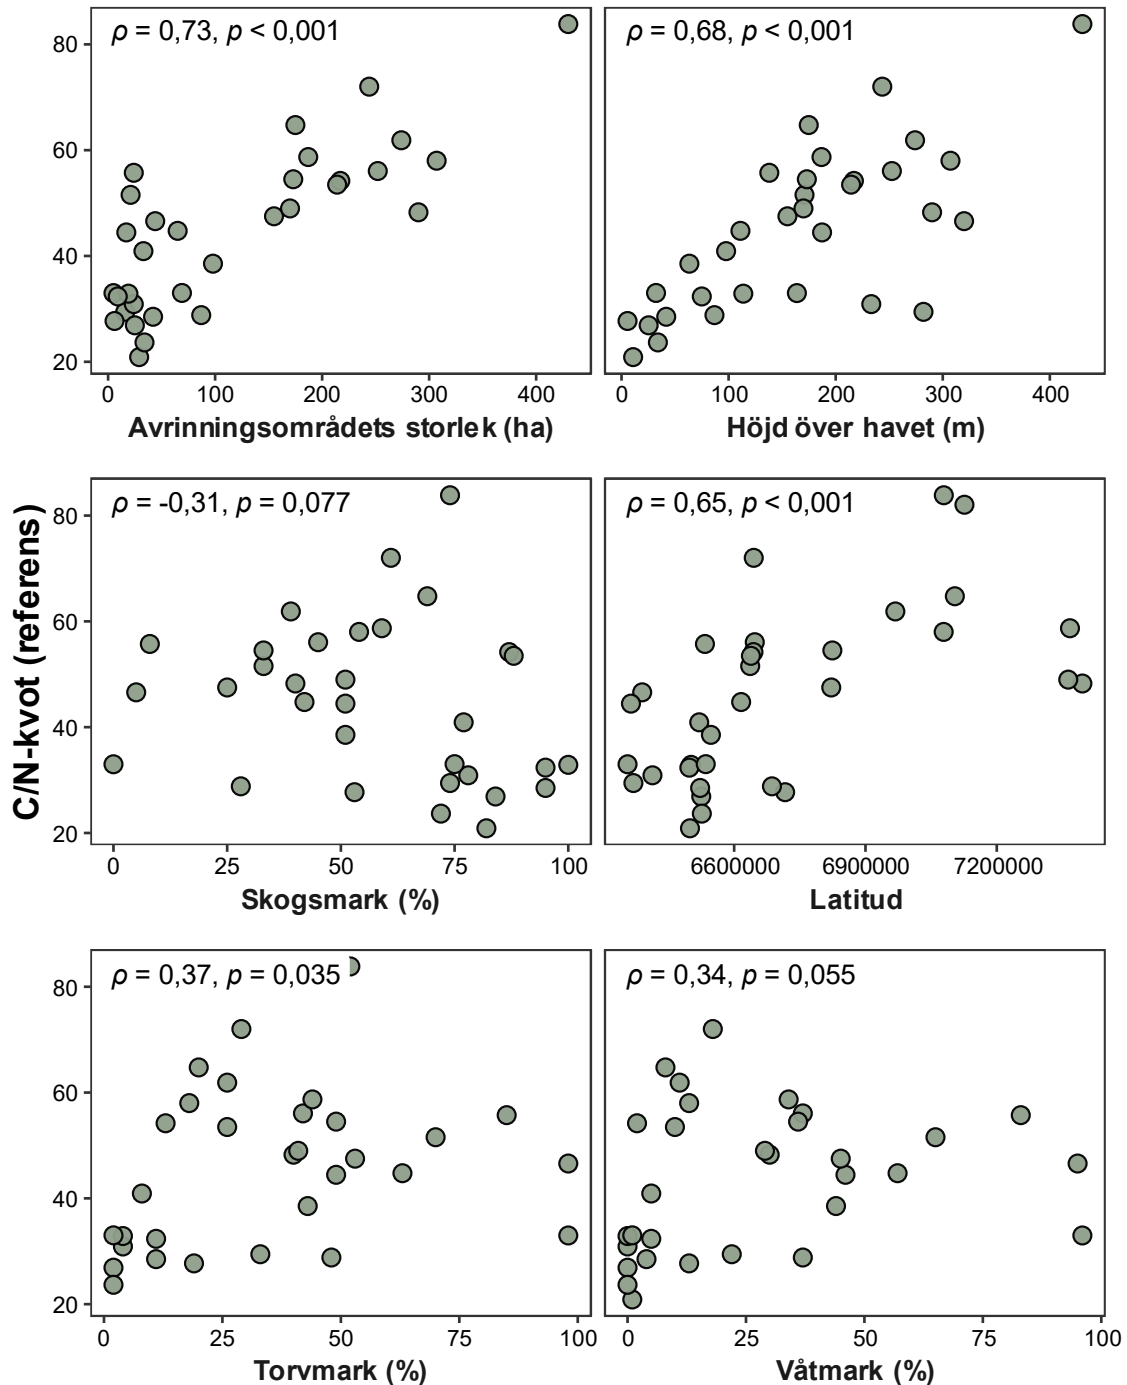 ρ = 0,73, p < 0,001
ρ = 0,68, p < 0,001
80
60
40
20
0 100 200 300 400
0 100 200 300 400
Avrinningsområdets storlek (ha)
Höjd över havet (m)
C/N-kvot (referens)
ρ = -0,31, p = 0,077
ρ = 0,65, p < 0,001
80
60
40
20
0 25 50 75 100
6600000 6900000 7200000
Skogsmark (%)
Latitud
ρ = 0,37, p = 0,035
ρ = 0,34, p = 0,055
80
60
40
20
0 25 50 75 100
0 25 50 75 100
Torvmark (%)
Våtmark (%)